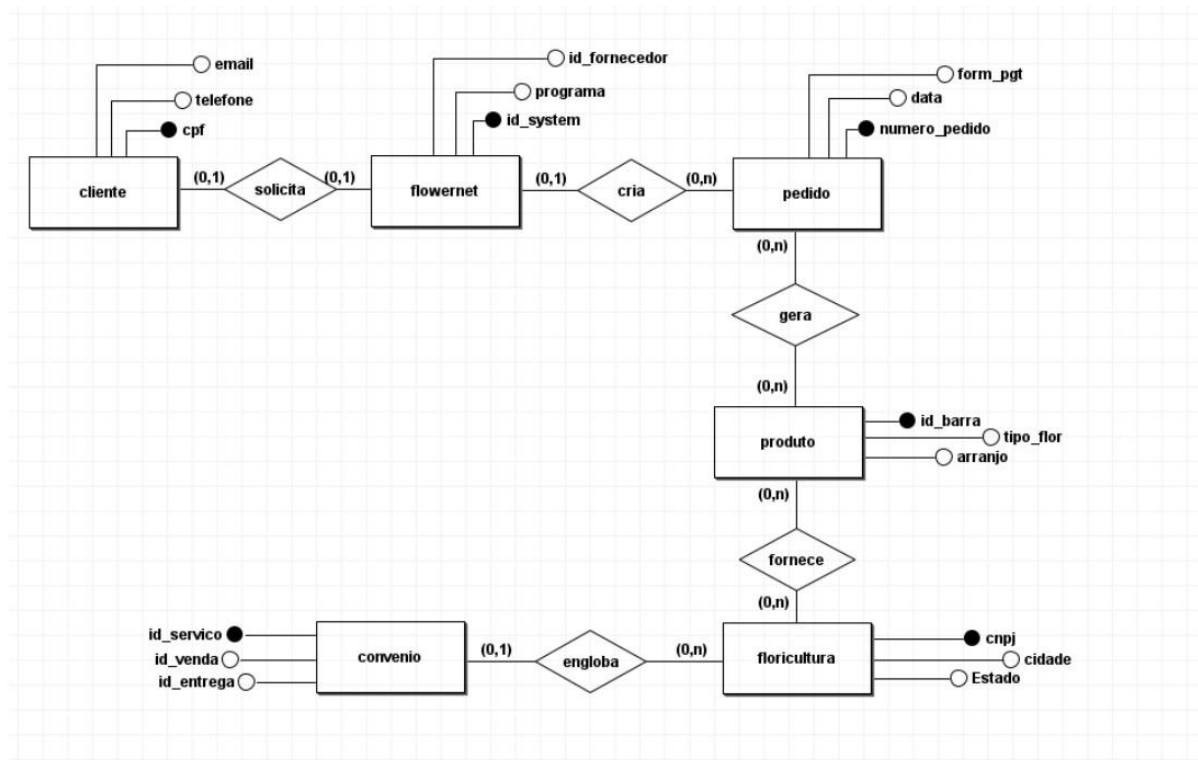 email
telefone
cpf
cliente
(0,1)
solicita
(0,1)
id_fornecedor
programa
id_system
flowernet
(0,1)
cria
(0,n)
form_pgt
data
numero_pedido
pedido
(0,n)
gera
(0,n)
produto
id_barra
tipo_flor
arranjo
(0,n)
fornece
(0,n)
id_servico
id_venda
id_entrega
convenio
(0,1)
engloba
(0,n)
floricultura
cnpj
cidade
Estado